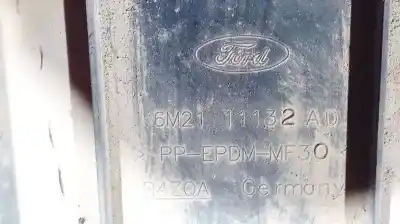 Ford
6M21 11132 AD
> PP-EPDM-MF30
Germany